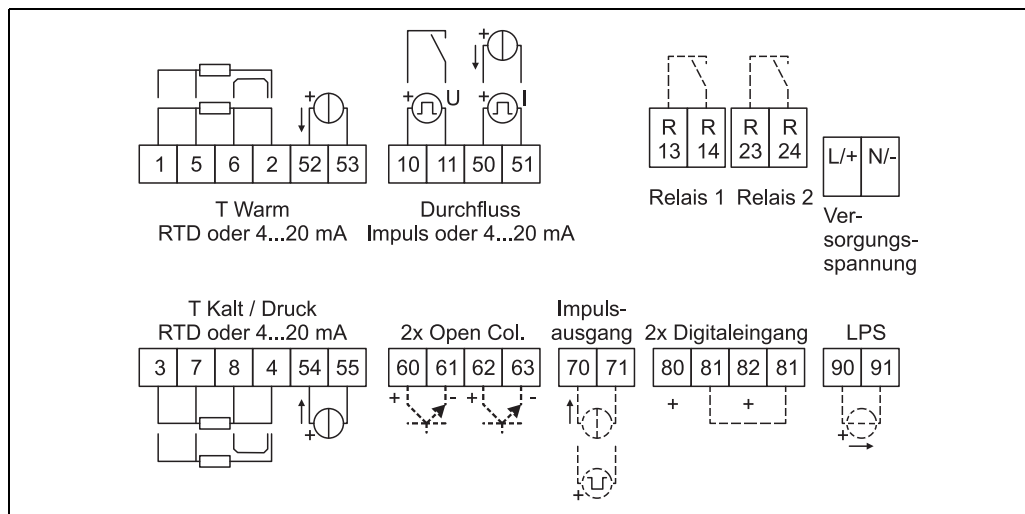 + U + + I
+
1 5 6 2 52 53
10 11 50 51
R 13 R 14 R 23 R 24
L/+ N/-
T Warm
RTD oder 4...20 mA
Durchfluss
Impuls oder 4...20 mA
Relais 1 Relais 2
Ver-
sorgungs-
spannung
T Kalt / Druck
RTD oder 4...20 mA
2x Open Col.
Impuls-
ausgang
2x Digitaleingang
LPS
3 7 8 4 54 55
60 61 62 63
70 71
80 81 82 81
90 91
+
+ - + -
+
+ +
+